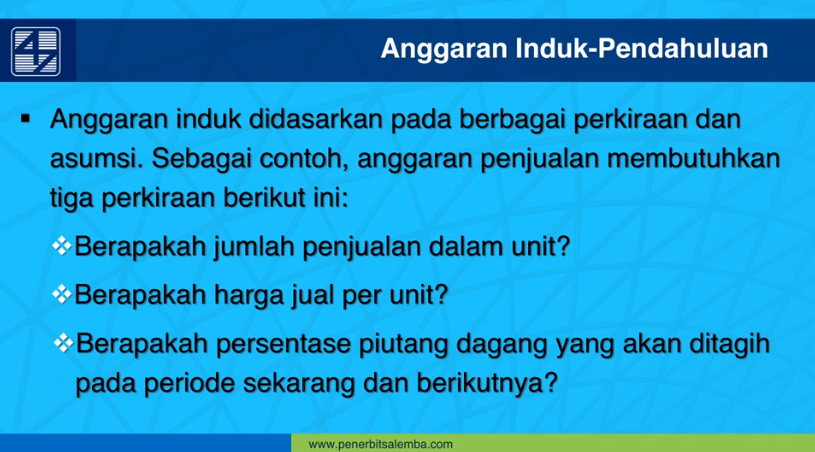 Anggaran Induk-Pendahuluan
Anggaran induk didasarkan pada berbagai perkiraan dan
asumsi. Sebagai contoh, anggaran penjualan membutuhkan
tiga perkiraan berikut ini:
Berapakah jumlah penjualan dalam unit?
Berapakah harga jual per unit?
Berapakah persentase piutang dagang yang akan ditagih
pada periode sekarang dan berikutnya?
www.penerbitsalemba.com